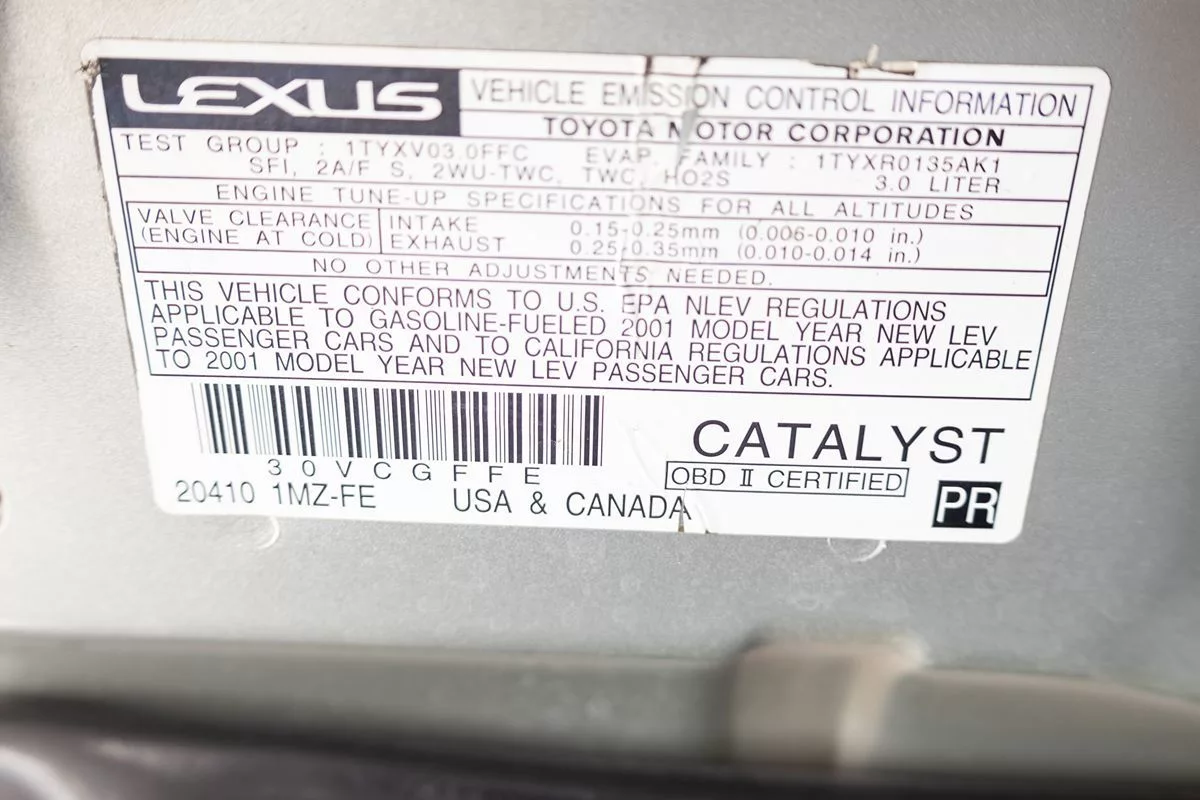 LEXUS VEHICLE EMISSION CONTROL INFORMATION
TOYOTA MOTOR CORPORATION
TEST GROUP : 1TYXV03.0FFC EVAP. FAMILY : 1TYXR0135AK1
SFI, 2A/F S, 2WU-TWC, TWC, HO2S 3.0 LITER
ENGINE TUNE-UP SPECIFICATIONS FOR ALL ALTITUDES
VALVE CLEARANCE INTAKE 0.15-0.25mm (0.006-0.010 in.)
(ENGINE AT COLD) EXHAUST 0.25-0.35mm (0.010-0.014 in.)
NO OTHER ADJUSTMENTS NEEDED.
THIS VEHICLE CONFORMS TO U.S. EPA NLEV REGULATIONS
APPLICABLE TO GASOLINE-FUELED 2001 MODEL YEAR NEW LEV
PASSENGER CARS AND TO CALIFORNIA REGULATIONS APPLICABLE
TO 2001 MODEL YEAR NEW LEV PASSENGER CARS.
CATALYST
30VCGFFE OBD II CERTIFIED
20410 1MZ-FE USA & CANADA PR